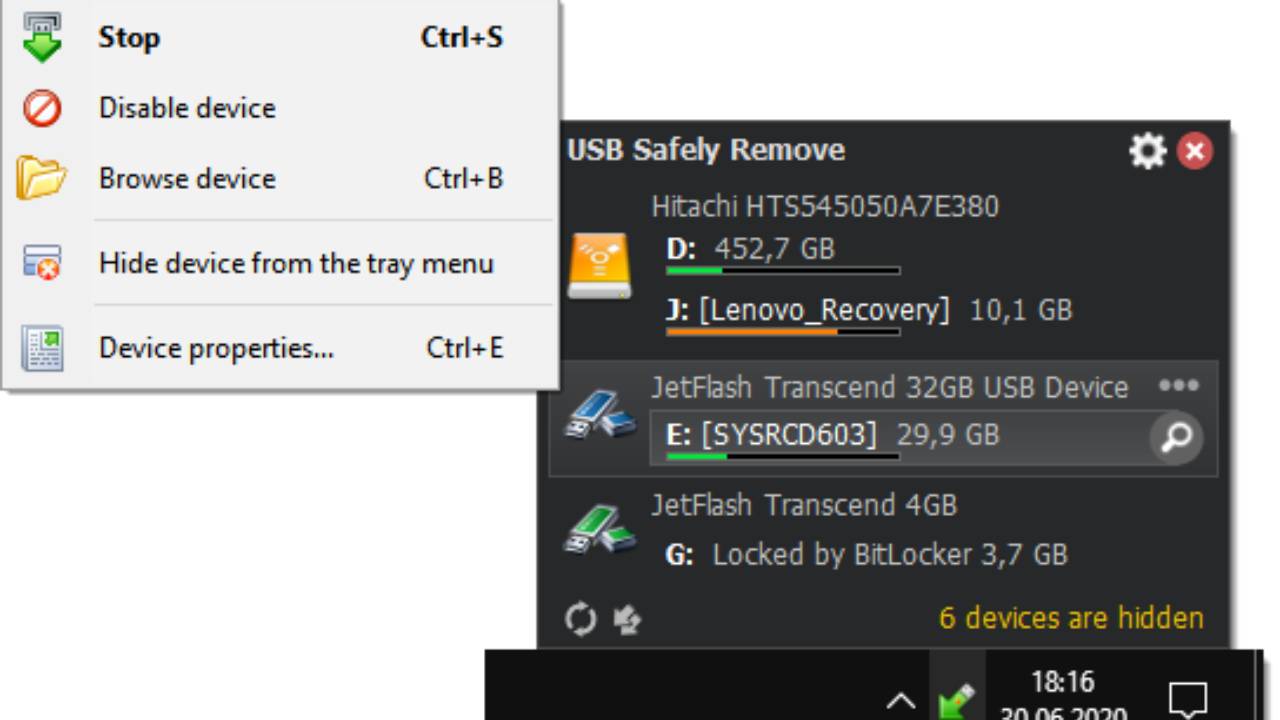 Stop Ctrl+S
Disable device
Browse device Ctrl+B
Hide device from the tray menu
Device properties... Ctrl+E
USB Safely Remove
Hitachi HTS545050A7E380
D: 452,7 GB
J: [Lenovo_Recovery] 10,1 GB
JetFlash Transcend 32GB USB Device
E: [SYSRCD603] 29,9 GB
JetFlash Transcend 4GB
G: Locked by BitLocker 3,7 GB
6 devices are hidden
18:16
30.06.2020